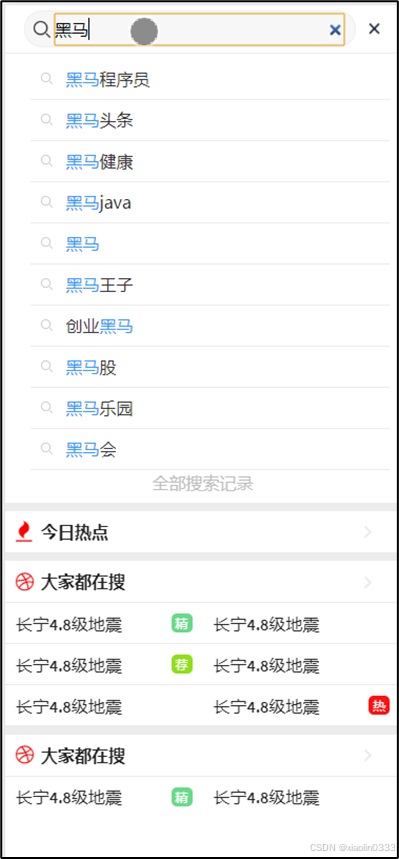 黑马
黑马程序员
黑马头条
黑马健康
黑马java
黑马
黑马王子
创业黑马
黑马股
黑马乐园
黑马会
全部搜索记录
今日热点
大家都在搜
长宁4.8级地震 精 长宁4.8级地震
长宁4.8级地震 荐 长宁4.8级地震
长宁4.8级地震 长宁4.8级地震 热
大家都在搜
长宁4.8级地震 精 长宁4.8级地震
CSDN @xiaolin0333